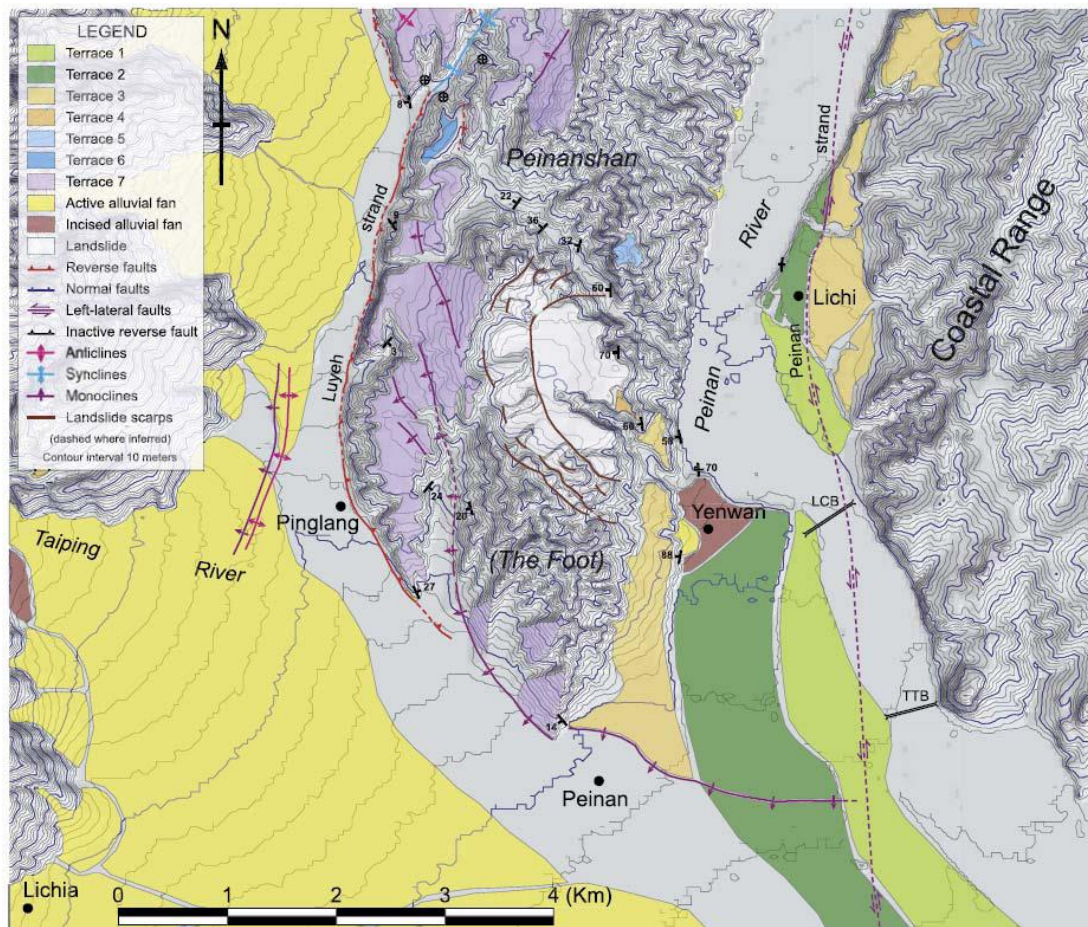 LEGEND
Terrace 1
Terrace 2
Terrace 3
Terrace 4
Terrace 5
Terrace 6
Terrace 7
Active alluvial fan
Incised alluvial fan
Landslide
Reverse faults
Normal faults
Left-lateral faults
Inactive reverse fault
Anticlines
Synclines
Monoclines
Landslide scarps
(dashed where inferred)
Contour interval 10 meters
N
8
Peinanshan
strand
River
strand
22
36
32
Coastal Range
60
Lichi
Peinan
3
70
Luyeh
Peinan
68
58
70
24
LCB
Pinglang
26
Yenwan
Taiping
River
(The Foot)
88
27
TTB
14
Peinan
Lichia
0
1
2
3
4 (Km)